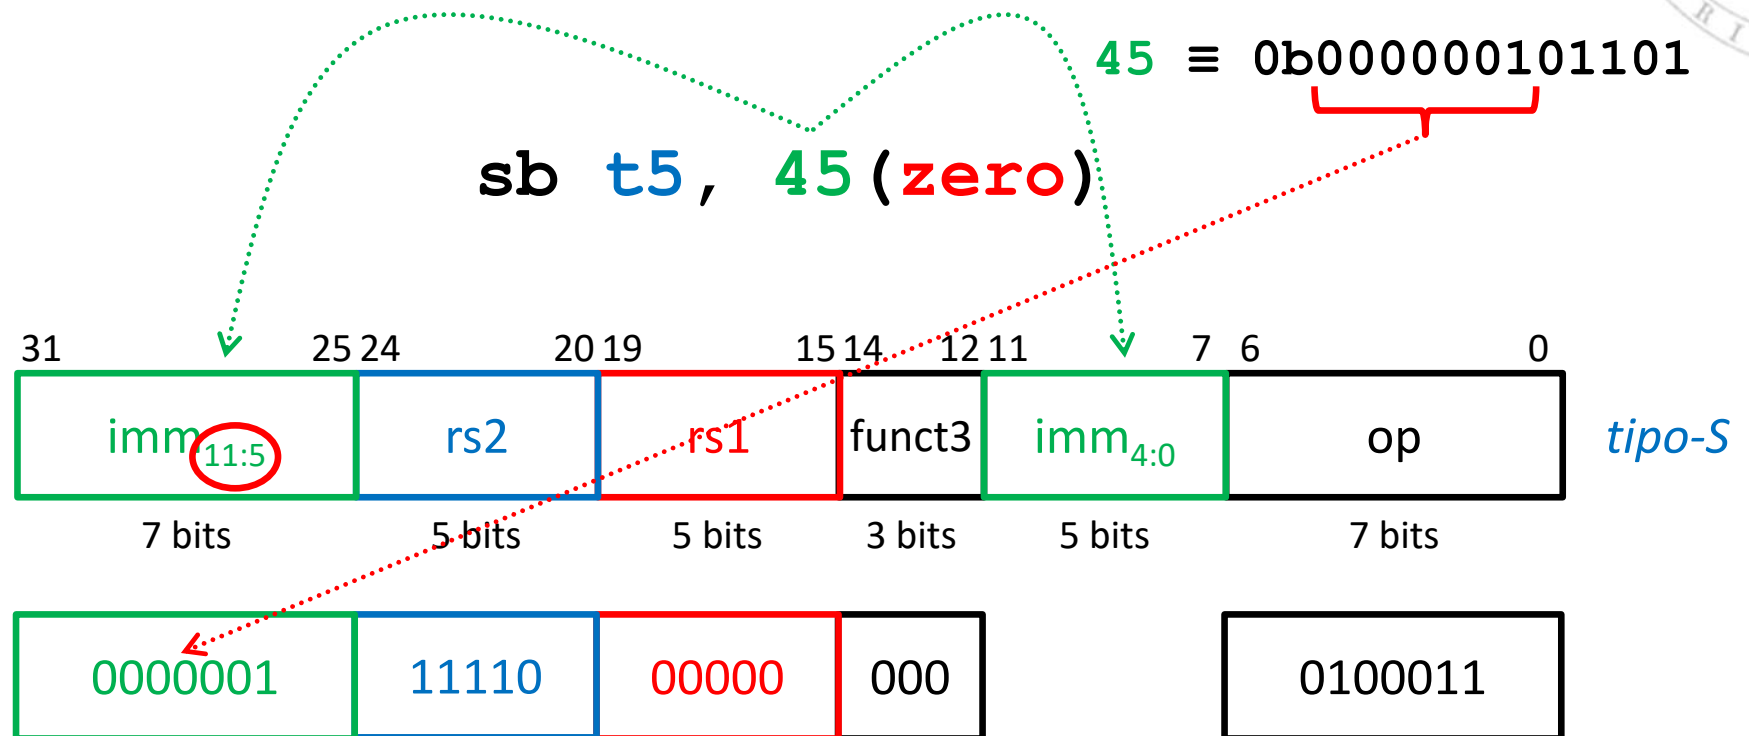 R I
45 ≡ 0b000000101101
sb t5, 45(zero)
31 25 24 20 19 15 14 12 11 7 6 0
imm11:5 rs2 rs1 funct3 imm4:0 op tipo-S
7 bits 5 bits 5 bits 3 bits 5 bits 7 bits
0000001 11110 00000 000 0100011